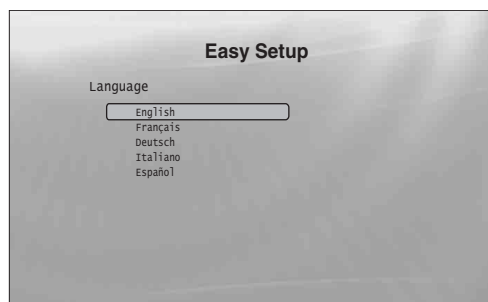 Easy Setup
Language
English
Français
Deutsch
Italiano
Español